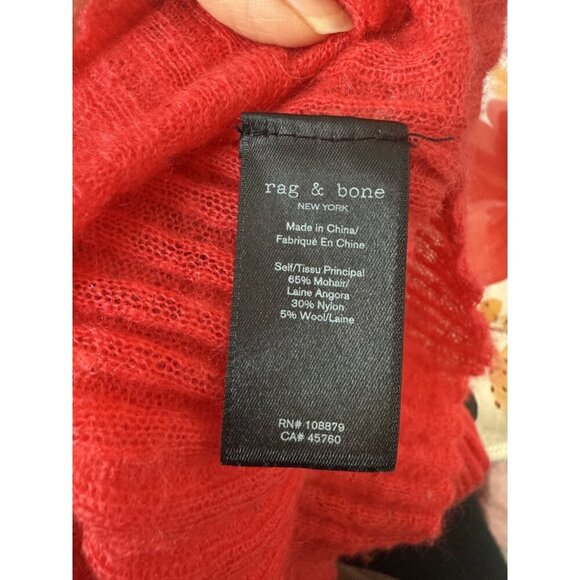 rag & bone
NEW YORK
Made in China/
Fabriqué En Chine
Self/Tissu Principal
65% Mohair/
Laine Angora
30% Nylon
5% Wool/Laine
RN# 108879
CA# 45760